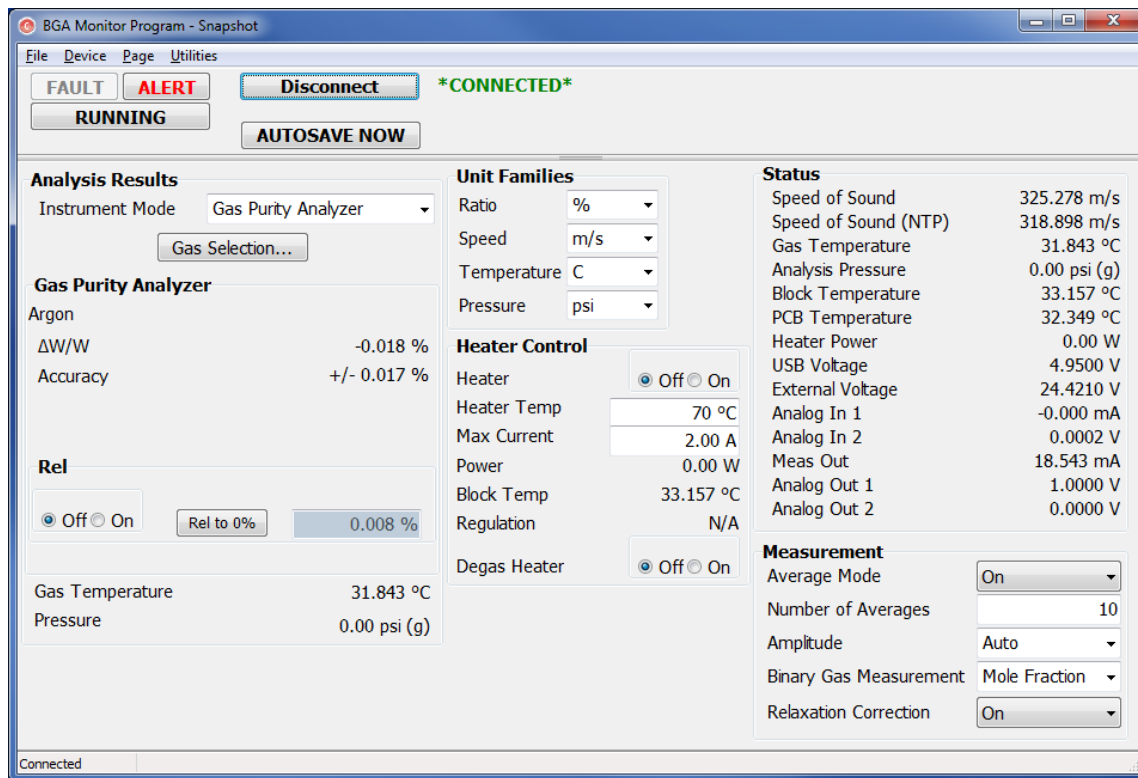 BGA Monitor Program - Snapshot
File Device Page Utilities
FAULT ALERT Disconnect *CONNECTED*
RUNNING
AUTOSAVE NOW
Analysis Results
Instrument Mode Gas Purity Analyzer
Gas Selection...
Gas Purity Analyzer
Argon
ΔW/W -0.018 %
Accuracy +/- 0.017 %
Rel
Off On Rel to 0% 0.008 %
Gas Temperature 31.843 ºC
Pressure 0.00 psi (g)
Unit Families
Ratio %
Speed m/s
Temperature C
Pressure psi
Heater Control
Heater Off On
Heater Temp 70 ºC
Max Current 2.00 A
Power 0.00 W
Block Temp 33.157 ºC
Regulation N/A
Degas Heater Off On
Status
Speed of Sound 325.278 m/s
Speed of Sound (NTP) 318.898 m/s
Gas Temperature 31.843 ºC
Analysis Pressure 0.00 psi (g)
Block Temperature 33.157 ºC
PCB Temperature 32.349 ºC
Heater Power 0.00 W
USB Voltage 4.9500 V
External Voltage 24.4210 V
Analog In 1 -0.000 mA
Analog In 2 0.0002 V
Meas Out 18.543 mA
Analog Out 1 1.0000 V
Analog Out 2 0.0000 V
Measurement
Average Mode On
Number of Averages 10
Amplitude Auto
Binary Gas Measurement Mole Fraction
Relaxation Correction On
Connected